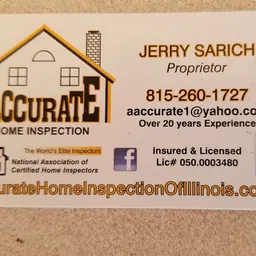 ACCURATE
HOME INSPECTION
JERRY SARICH
Proprietor
815-260-1727
aaccurate1@yahoo.co
Over 20 years Experience
The World's Elite Inspectors
National Association of
Certified Home Inspectors
f
Insured & Licensed
Lic# 050.0003480
urateHomeInspectionOfIllinois.co